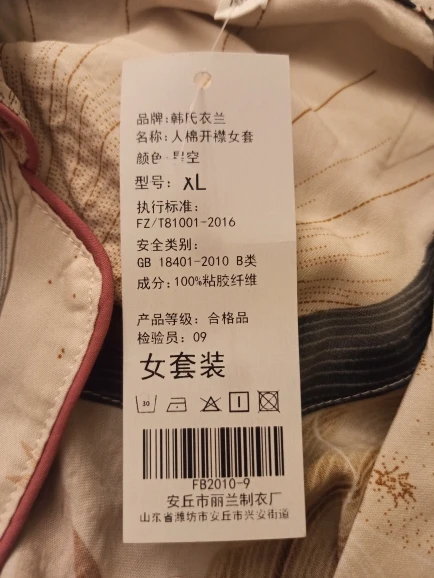 品牌:韩氏衣兰
名称:人棉开襟女套
颜色:星空
型号: XL
执行标准:
FZ/T81001-2016
安全类别:
GB 18401-2010 B类
成分:100%粘胶纤维
产品等级: 合格品
检验员: 09
女套装
30
FB2010-9
安丘市丽兰制衣厂
山东省潍坊市安丘市兴安街道